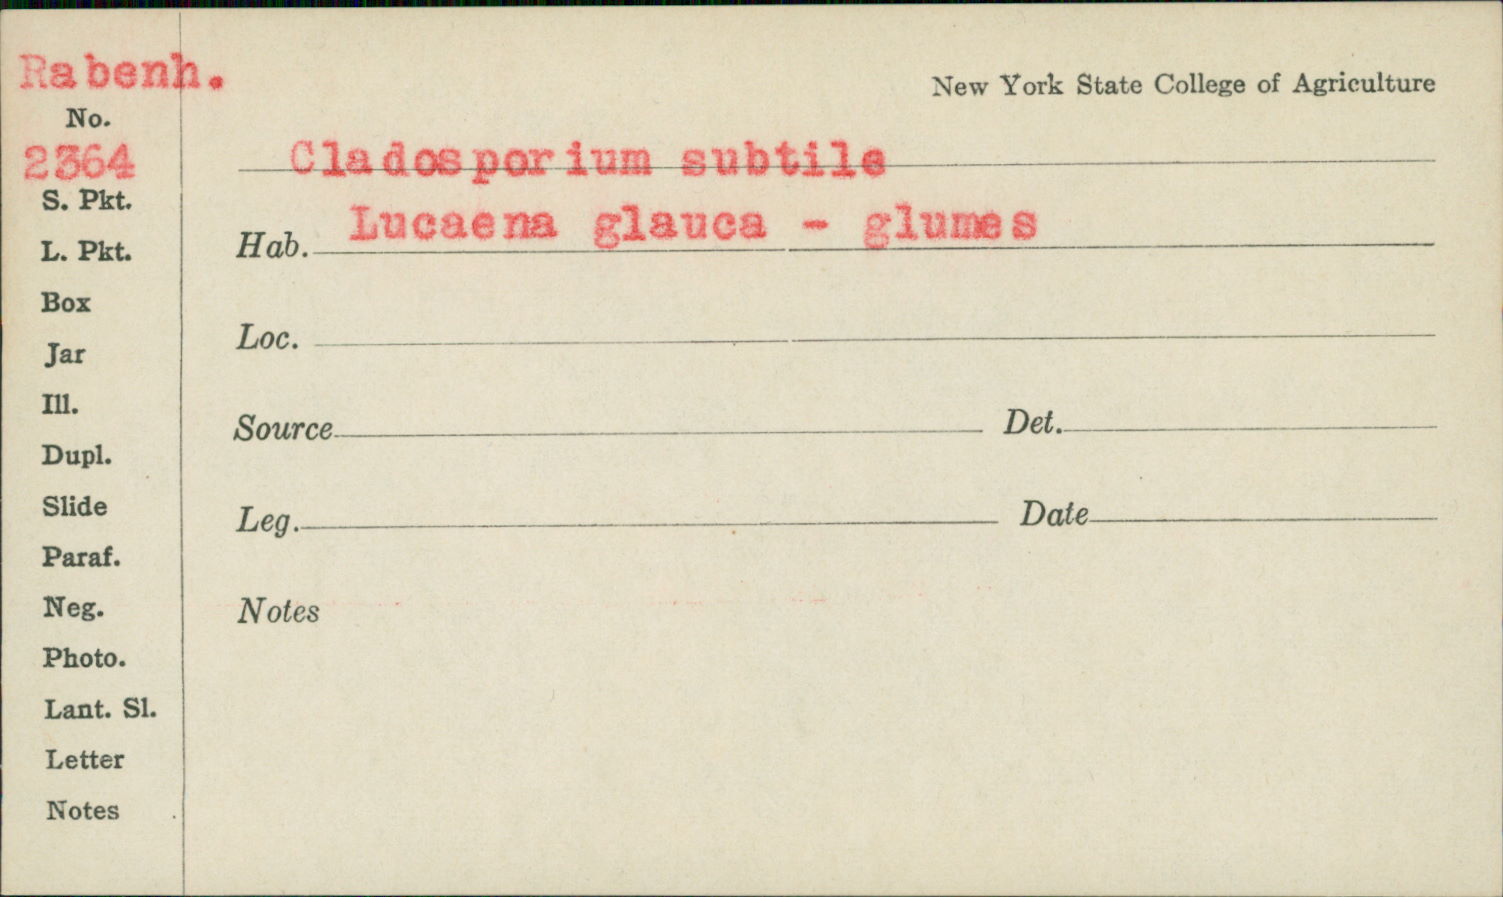 Rabenh.
New York State College of Agriculture
No.
2364
Cladosporium subtile
S. Pkt.
Hab. Lucaena glauca - glumes
L. Pkt.
Box
Loc.
Jar
Ill.
Source
Det.
Dupl.
Slide
Leg.
Date
Paraf.
Neg.
Notes
Photo.
Lant. Sl.
Letter
Notes